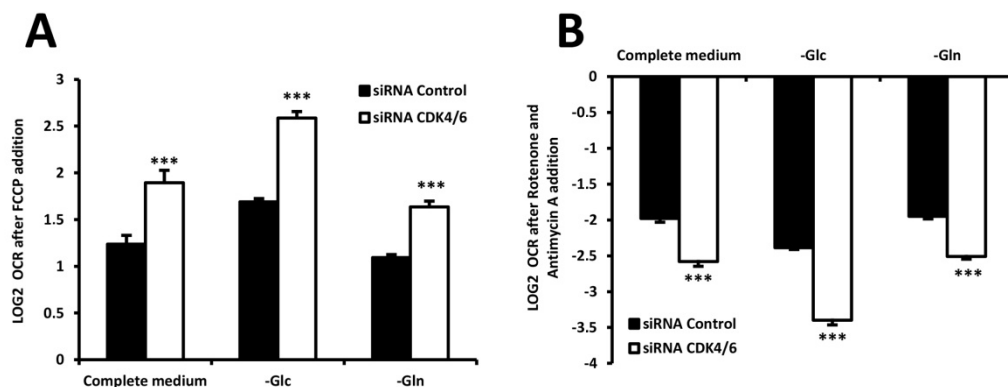 A
LOG2 OCR after FCCP addition
3
2.5
2
1.5
1
0.5
0
siRNA Control
siRNA CDK4/6
***
***
***
Complete medium
-Glc
-Gln
B
LOG2 OCR after Rotenone and
Antimycin A addition
Complete medium
-Glc
-Gln
0
-0.5
-1
-1.5
-2
-2.5
-3
-3.5
-4
***
***
***
siRNA Control
siRNA CDK4/6